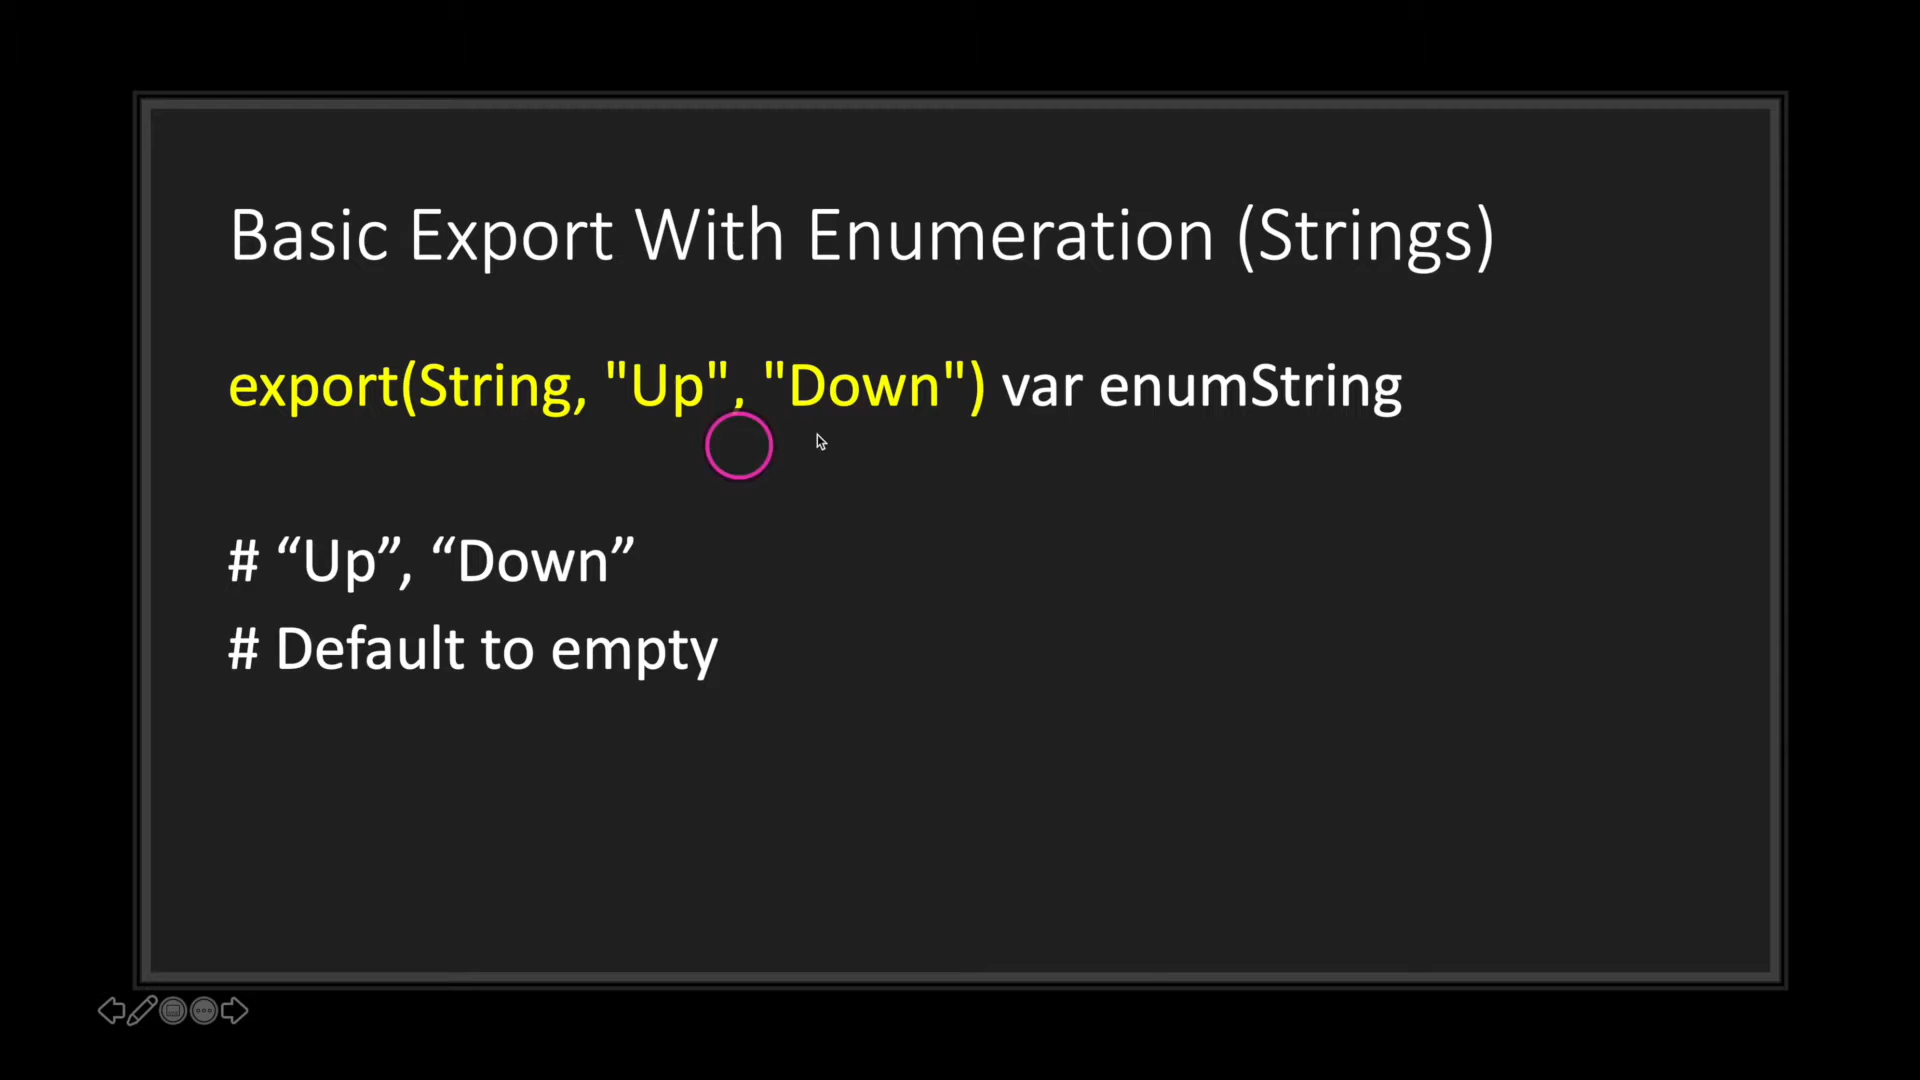 Basic Export With Enumeration (Strings)
export(String, "Up", "Down") var enumString
# “Up”, “Down”
# Default to empty